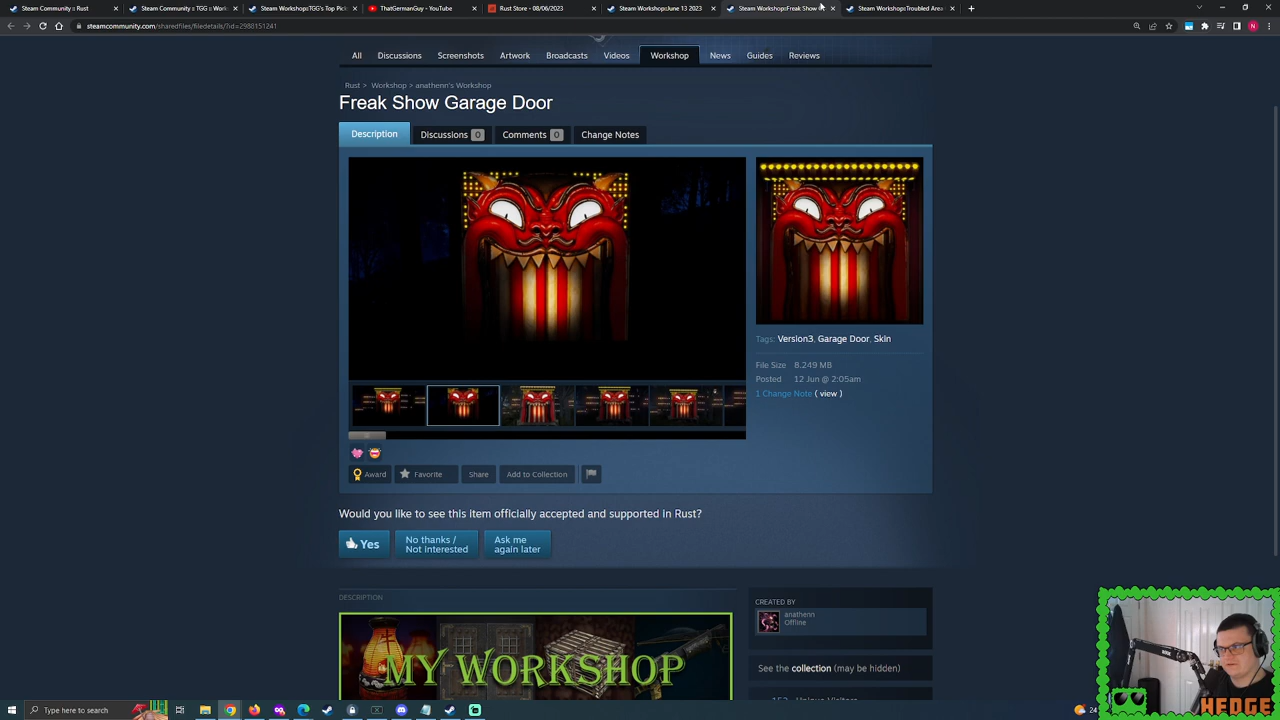 Steam Community :: Rust
Steam Community :: TGG :: Work
Steam Workshop::TGG's Top Pick
ThatGermanGuy - YouTube
Rust Store - 08/06/2023
Steam Workshop::June 13 2023
Steam Workshop::Freak Show
Steam Workshop::Troubled Area
steamcommunity.com/sharedfiles/filedetails/?id=2988151241
All Discussions Screenshots Artwork Broadcasts Videos Workshop News Guides Reviews
Rust > Workshop > anathenn's Workshop
Freak Show Garage Door
Description Discussions 0 Comments 0 Change Notes
Tags: Version3, Garage Door, Skin
File Size 8.249 MB
Posted 12 Jun @ 2:05am
1 Change Note ( view )
Award Favorite Share Add to Collection
Would you like to see this item officially accepted and supported in Rust?
Yes
No thanks /
Not interested
Ask me
again later
DESCRIPTION
MY WORKSHOP
CREATED BY
anathenn
Offline
See the collection (may be hidden)
Unique Visitors
Type here to search
24°
HEDGE